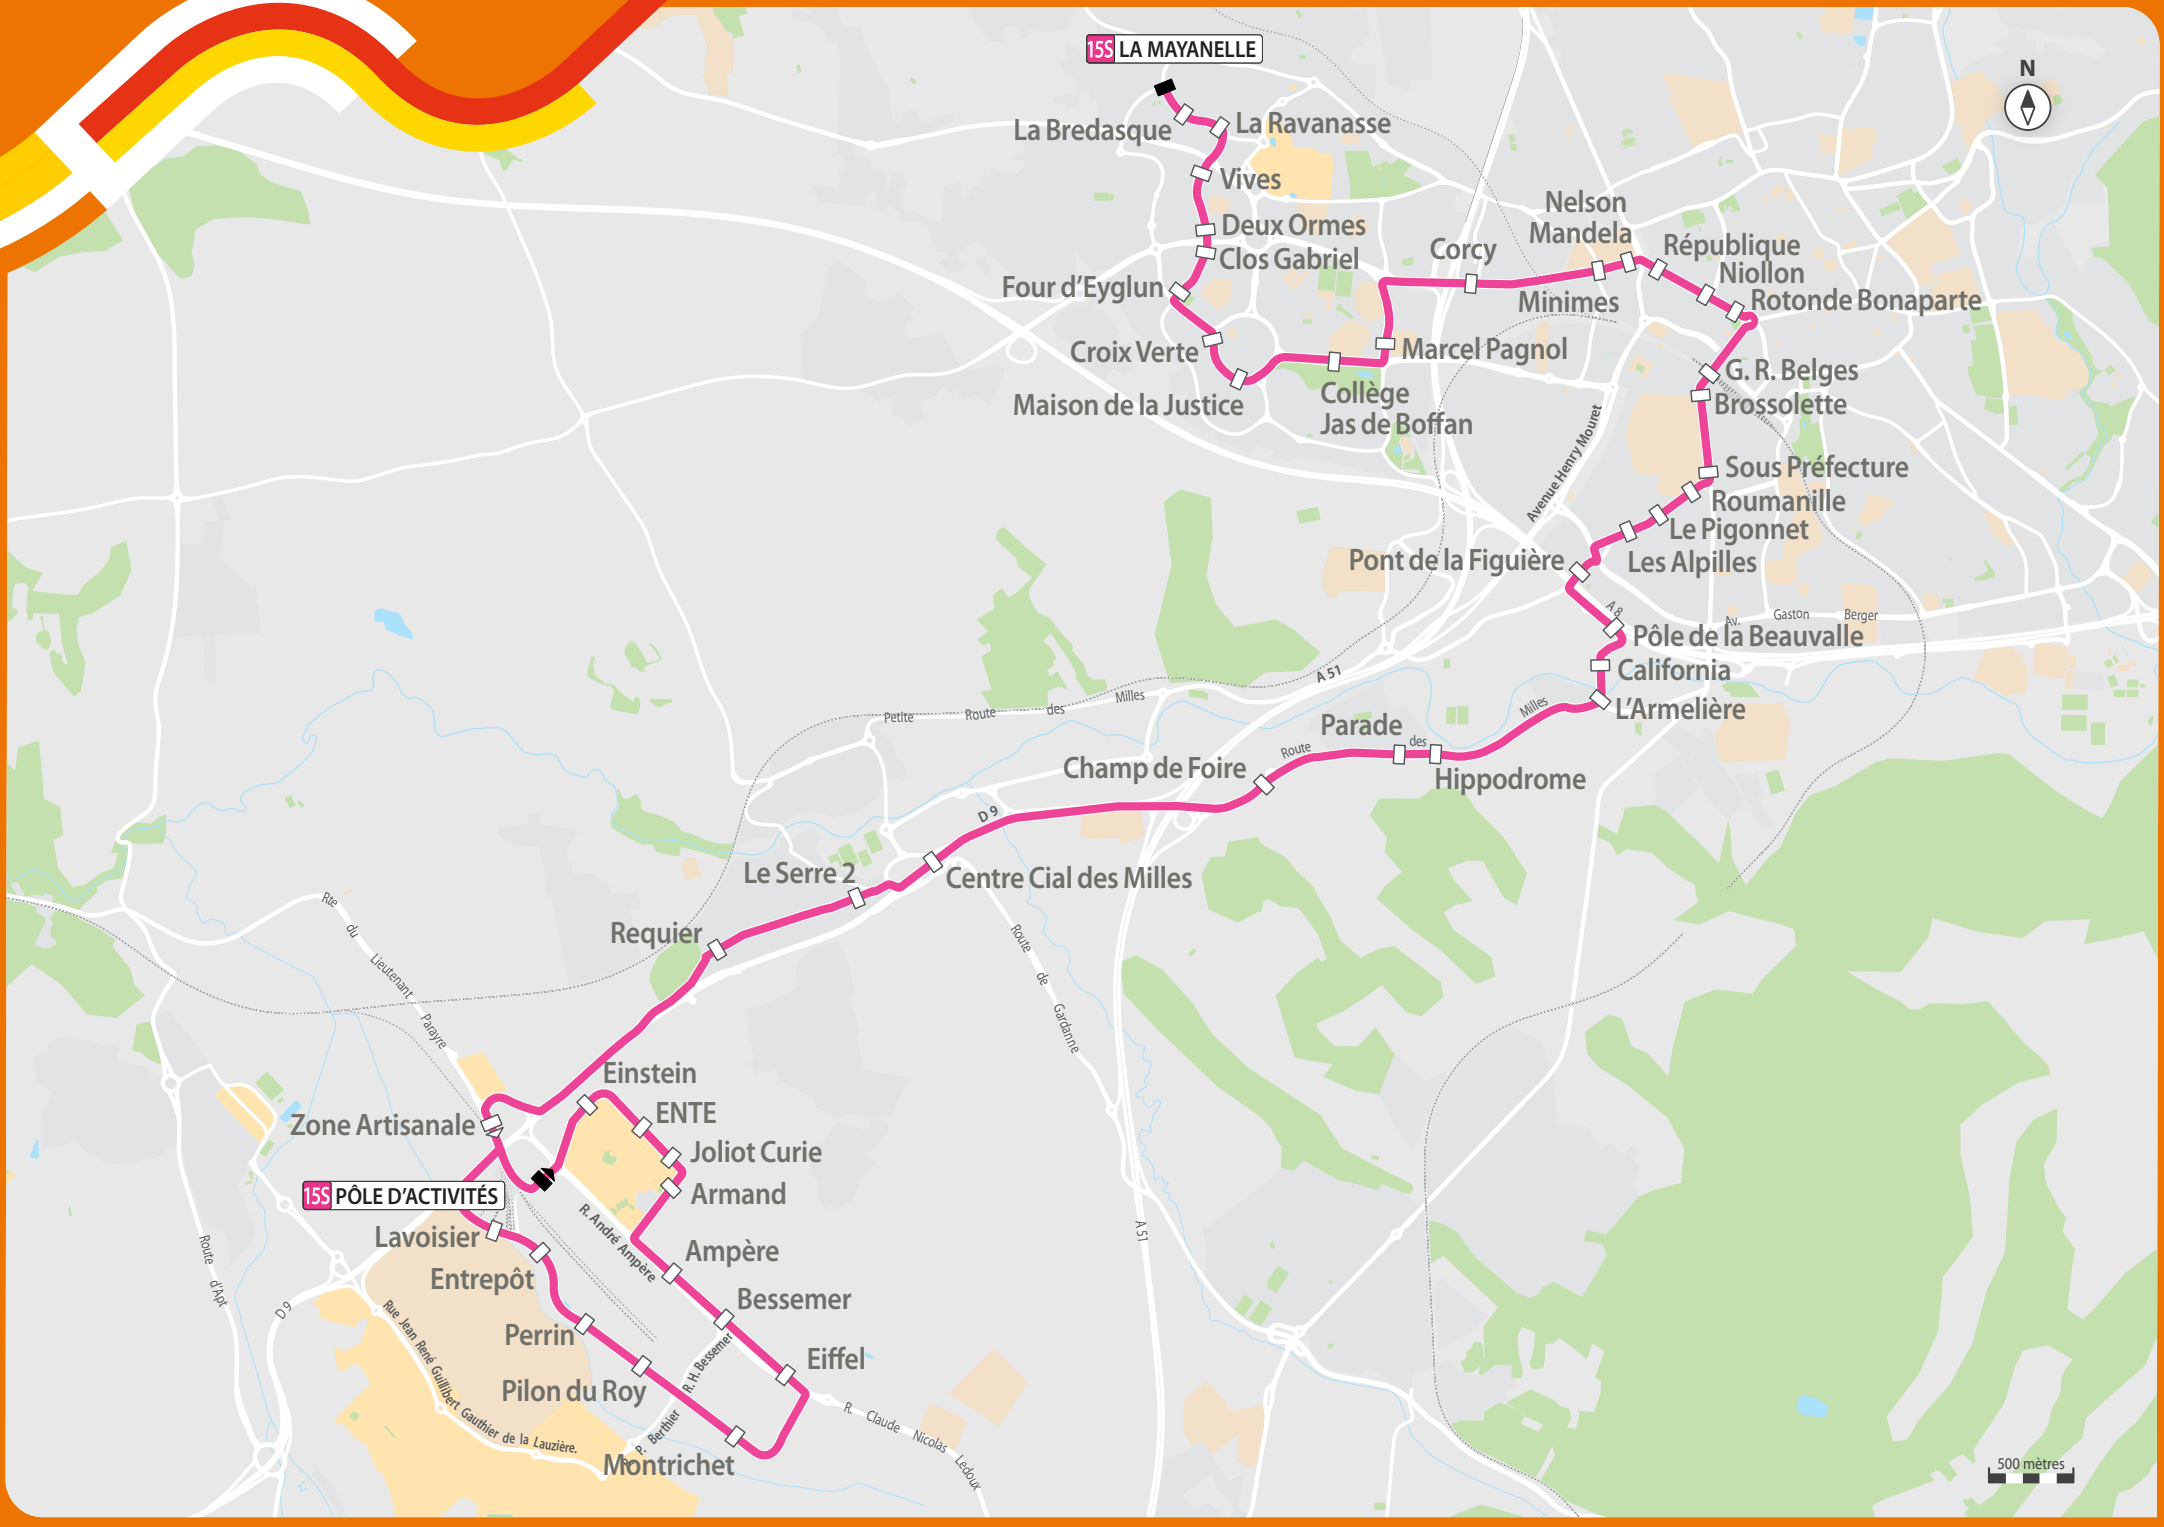 15S LA MAYANELLE
N
La Bredasque
La Ravanasse
Vives
Deux Ormes
Clos Gabriel
Four d'Eyglun
Croix Verte
Maison de la Justice
Collège
Jas de Boffan
Marcel Pagnol
Corcy
Minimes
Nelson
Mandela
République
Niollon
Rotonde Bonaparte
G. R. Belges
Brossolette
Avenue Henry Mouret
Sous Préfecture
Roumanille
Le Pigonnet
Les Alpilles
Pont de la Figuière
A 8
Av. Gaston Berger
Pôle de la Beauvalle
California
L'Armelière
A 51
Petite Route des Milles
Route des Milles
Parade
Hippodrome
Champ de Foire
D 9
Centre Cial des Milles
Le Serre 2
Requier
Rte du Lieutenant Parayre
Route de Gardanne
Einstein
ENTE
Joliot Curie
Armand
Zone Artisanale
15S PÔLE D'ACTIVITÉS
Lavoisier
Entrepôt
Perrin
Pilon du Roy
Montrichet
Ampère
Bessemer
Eiffel
R. André Ampère
R. H. Bessemer
R. P. Berthier
R. Claude Nicolas Ledoux
Rue Jean René Guillibert Gauthier de la Lauzière.
Route d'Apt
D 9
A 51
500 mètres